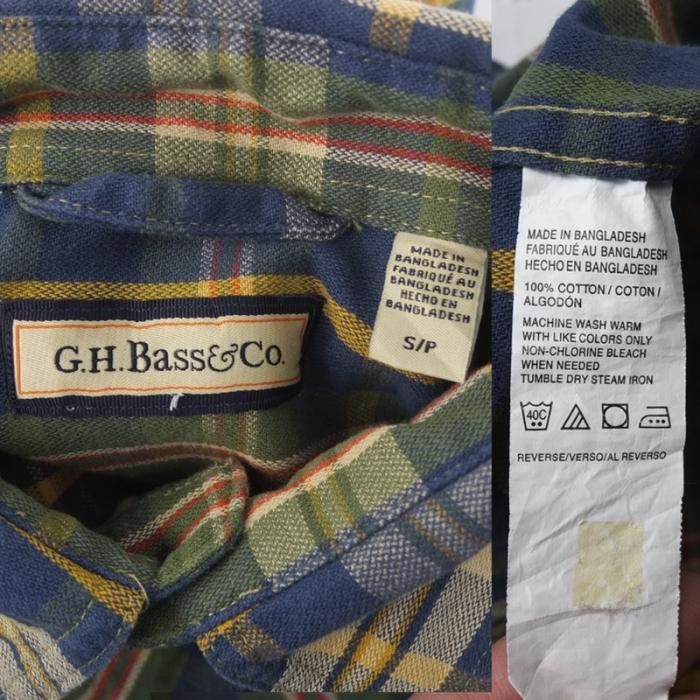 G.H.Bass&Co.
MADE IN
BANGLADESH
FABRIQUÉ AU
BANGLADESH
HECHO EN
BANGLADESH
S/P
MADE IN BANGLADESH
FABRIQUÉ AU BANGLADESH
HECHO EN BANGLADESH
100% COTTON / COTON /
ALGODÓN
MACHINE WASH WARM
WITH LIKE COLORS ONLY
NON-CHLORINE BLEACH
WHEN NEEDED
TUMBLE DRY STEAM IRON
40C
REVERSE/VERSO/AL REVERSO